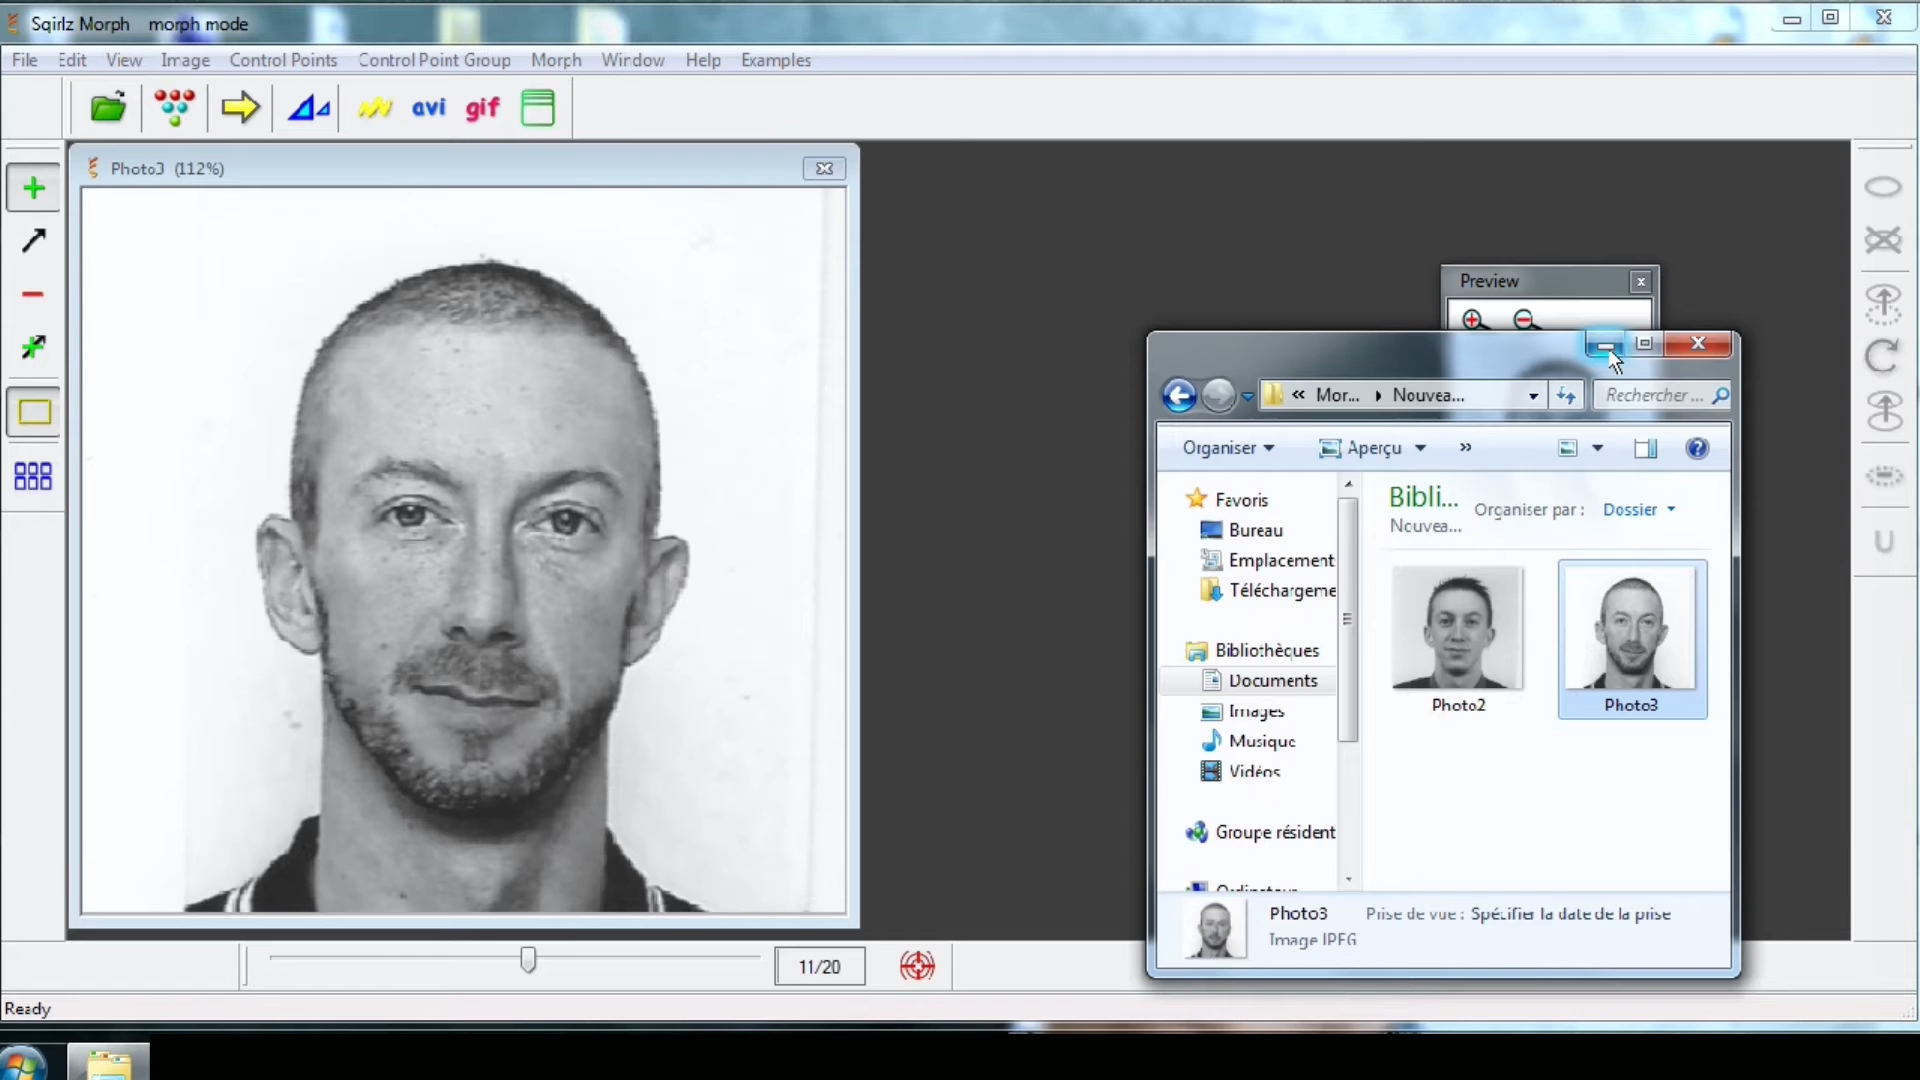 Sqirlz Morph morph mode
File Edit View Image Control Points Control Point Group Morph Window Help Examples
avi gif
Photo3 (112%)
Preview
« Mor... Nouvea...
Rechercher ...
Organiser Aperçu »
Favoris
Bureau
Emplacement
Téléchargeme
Bibliothèques
Documents
Images
Musique
Vidéos
Groupe résident
Bibli...
Nouvea...
Organiser par : Dossier
Photo2 Photo3
Photo3 Prise de vue : Spécifier la date de la prise
Image JPEG
11/20
U
Ready